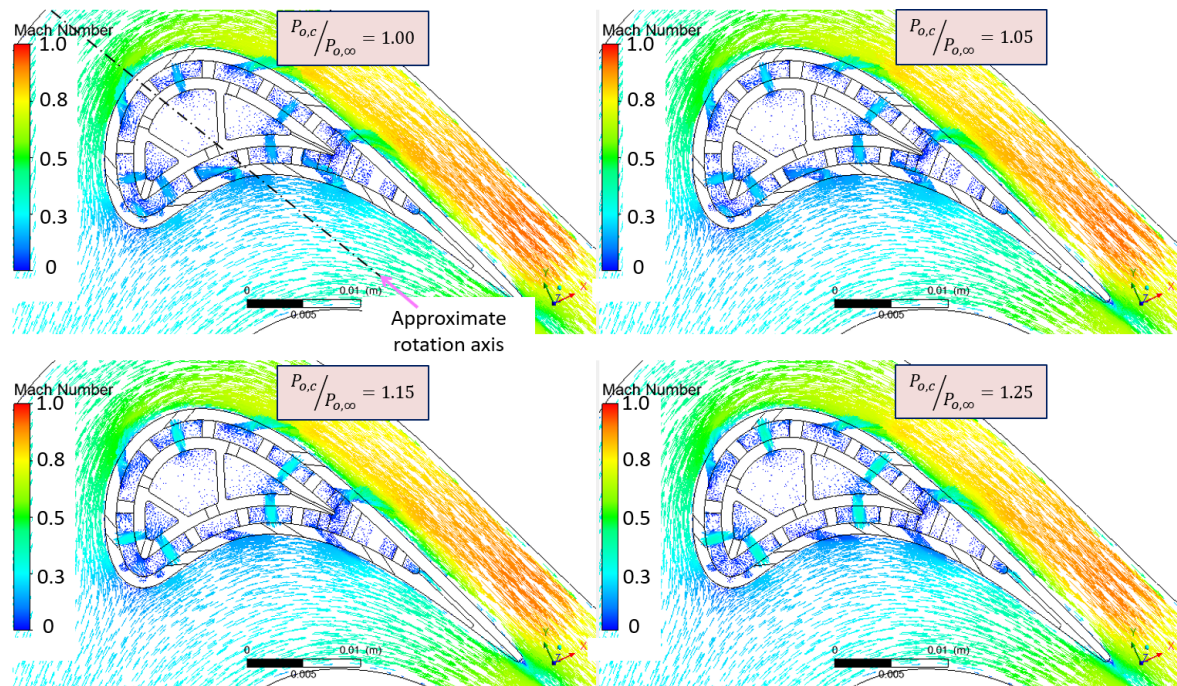 Mach Number
1.0
0.8
0.5
0.3
0
P_{o,c}/P_{o,∞} = 1.00
0 0.01 (m)
0.005
Y
X
Z
Approximate
rotation axis
Mach Number
1.0
0.8
0.5
0.3
0
P_{o,c}/P_{o,∞} = 1.05
0 0.01 (m)
0.005
Y
X
Z
Mach Number
1.0
0.8
0.5
0.3
0
P_{o,c}/P_{o,∞} = 1.15
0 0.01 (m)
0.005
Y
X
Z
Mach Number
1.0
0.8
0.5
0.3
0
P_{o,c}/P_{o,∞} = 1.25
0 0.01 (m)
0.005
Y
X
Z